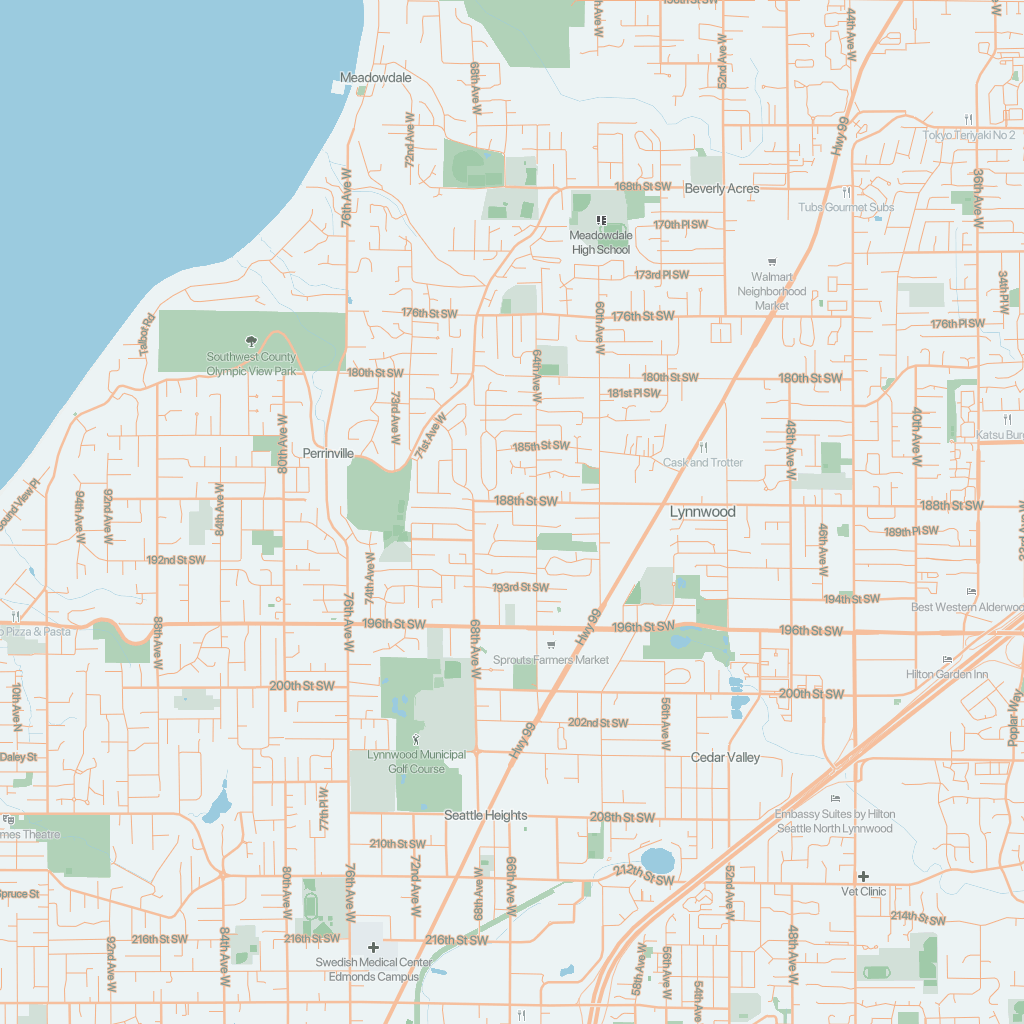 52nd Ave W
44th Ave W
Meadowdale
68th Ave W
72nd Ave W
Hwy 99
Tokyo Teriyaki No 2
76th Ave W
168th St SW
Beverly Acres
36th Ave W
Tubs Gourmet Subs
170th Pl SW
Meadowdale
High School
173rd Pl SW
Walmart
Neighborhood
Market
34th Pl W
Talbot Rd
176th St SW
60th Ave W
176th St SW
176th Pl SW
Southwest County
Olympic View Park
64th Ave W
180th St SW
180th St SW
180th St SW
181st Pl SW
73rd Ave W
71st Ave W
40th Ave W
80th Ave W
Perrinville
185th St SW
48th Ave W
Cask and Trotter
Katsu Burg
Sound View Pl
94th Ave W
92nd Ave W
84th Ave W
188th St SW
Lynnwood
188th St SW
46th Ave W
189th Pl SW
192nd St SW
74th Ave W
193rd St SW
194th St SW
Best Western Alderwoo
76th Ave W
88th Ave W
196th St SW
68th Ave W
Hwy 99
196th St SW
196th St SW
Pizza & Pasta
Sprouts Farmers Market
Hilton Garden Inn
10th Ave N
200th St SW
200th St SW
56th Ave W
Poplar Way
202nd St SW
Hwy 99
Daley St
Lynnwood Municipal
Golf Course
Cedar Valley
77th Pl W
Seattle Heights
208th St SW
Embassy Suites by Hilton
Seattle North Lynnwood
mes Theatre
210th St SW
212th St SW
Vet Clinic
Spruce St
80th Ave W
76th Ave W
72nd Ave W
68th Ave W
66th Ave W
52nd Ave W
214th St SW
216th St SW
84th Ave W
216th St SW
216th St SW
48th Ave W
92nd Ave W
Swedish Medical Center
Edmonds Campus
58th Ave W
56th Ave W
54th Ave W